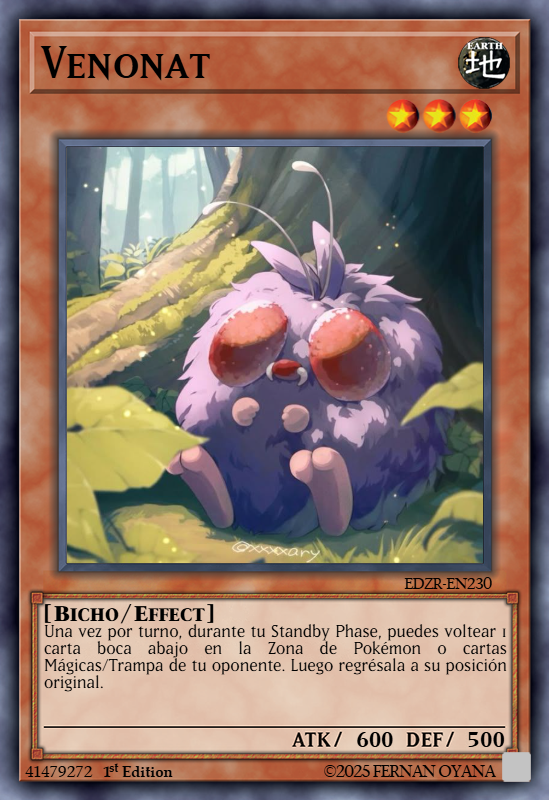 VENONAT
EARTH
地
@xxxxary
EDZR-EN230
[BICHO/EFFECT]
Una vez por turno, durante tu Standby Phase, puedes voltear 1
carta boca abajo en la Zona de Pokémon o cartas
Mágicas/Trampa de tu oponente. Luego regrésala a su posición
original.
ATK/ 600 DEF/ 500
41479272 1st Edition ©2025 FERNAN OYANA